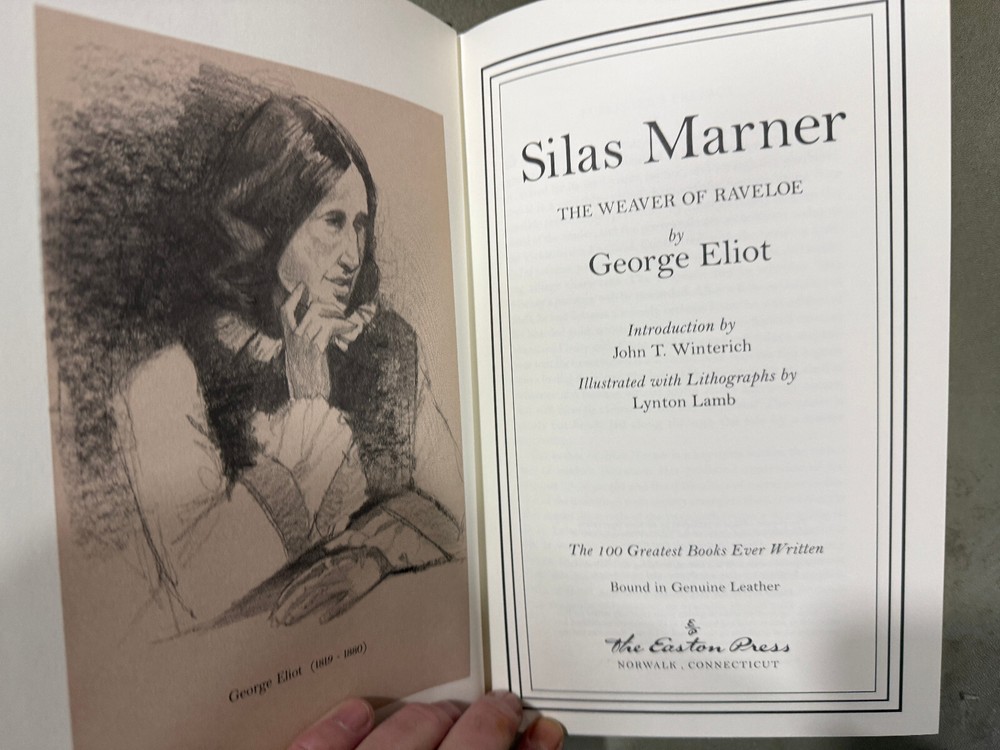 George Eliot (1819 - 1880)
Silas Marner
THE WEAVER OF RAVELOE
by
George Eliot
Introduction by
John T. Winterich
Illustrated with Lithographs by
Lynton Lamb
The 100 Greatest Books Ever Written
Bound in Genuine Leather
The Easton Press
NORWALK, CONNECTICUT